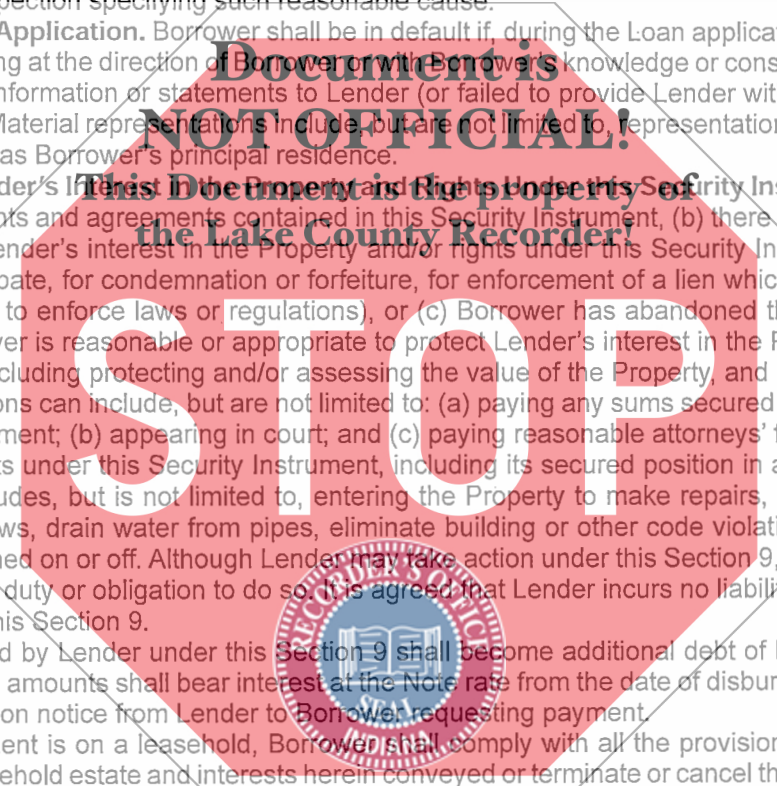 pection specifying such reasonable cause.
Application. Borrower shall be in default if, during the Loan applica
ng at the direction of Borrower or with Borrower's knowledge or cons
nformation or statements to Lender (or failed to provide Lender wit
Material representations include, but are not limited to, representation
as Borrower's principal residence.
der's Interest in the Property and Rights Under this Security Ins
nts and agreements contained in this Security Instrument, (b) there
ender's interest in the Property and/or rights under this Security In
bate, for condemnation or forfeiture, for enforcement of a lien whic
to enforce laws or regulations), or (c) Borrower has abandoned th
ver is reasonable or appropriate to protect Lender's interest in the P
cluding protecting and/or assessing the value of the Property, and
ons can include, but are not limited to: (a) paying any sums secured
ment; (b) appearing in court; and (c) paying reasonable attorneys' f
ts under this Security Instrument, including its secured position in a
udes, but is not limited to, entering the Property to make repairs,
ws, drain water from pipes, eliminate building or other code violati
ned on or off. Although Lender may take action under this Section 9,
duty or obligation to do so. It is agreed that Lender incurs no liabili
his Section 9.
d by Lender under this Section 9 shall become additional debt of
amounts shall bear interest at the Note rate from the date of disbur
on notice from Lender to Borrower requesting payment.
ent is on a leasehold, Borrower shall comply with all the provision
sehold estate and interests herein conveyed or terminate or cancel th
Document is
NOT OFFICIAL!
This Document is the property of
the Lake County Recorder!
STOP
RECORDER'S OFFICE
SEAL
INDIANA